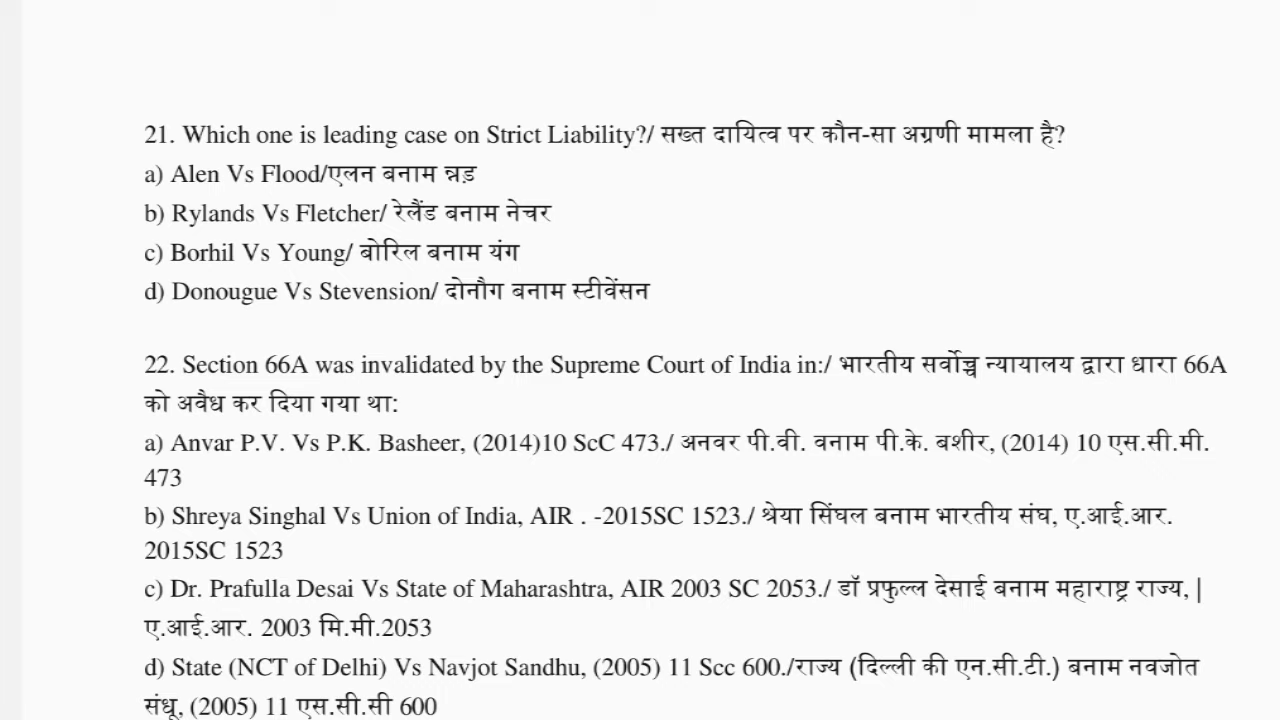 21. Which one is leading case on Strict Liability?/ सख्त दायित्व पर कौन-सा अग्रणी मामला है?
a) Alen Vs Flood/एलन बनाम न्नड़
b) Rylands Vs Fletcher/ रेलैंड बनाम नेचर
c) Borhil Vs Young/ बोरिल बनाम यंग
d) Donougue Vs Stevension/ दोनौग बनाम स्टीवेंसन
22. Section 66A was invalidated by the Supreme Court of India in:/ भारतीय सर्वोच्च न्यायालय द्वारा धारा 66A
को अवैध कर दिया गया था:
a) Anvar P.V. Vs P.K. Basheer, (2014)10 ScC 473./ अनवर पी.वी. वनाम पी.के. बशीर, (2014) 10 एस.सी.मी.
473
b) Shreya Singhal Vs Union of India, AIR . -2015SC 1523./ श्रेया सिंघल बनाम भारतीय संघ, ए.आई.आर.
2015SC 1523
c) Dr. Prafulla Desai Vs State of Maharashtra, AIR 2003 SC 2053./ डॉ प्रफुल्ल देसाई बनाम महाराष्ट्र राज्य, |
ए.आई.आर. 2003 मि.मी.2053
d) State (NCT of Delhi) Vs Navjot Sandhu, (2005) 11 Scc 600./राज्य (दिल्ली की एन.सी.टी.) बनाम नवजोत
संधू, (2005) 11 एस.सी.सी 600